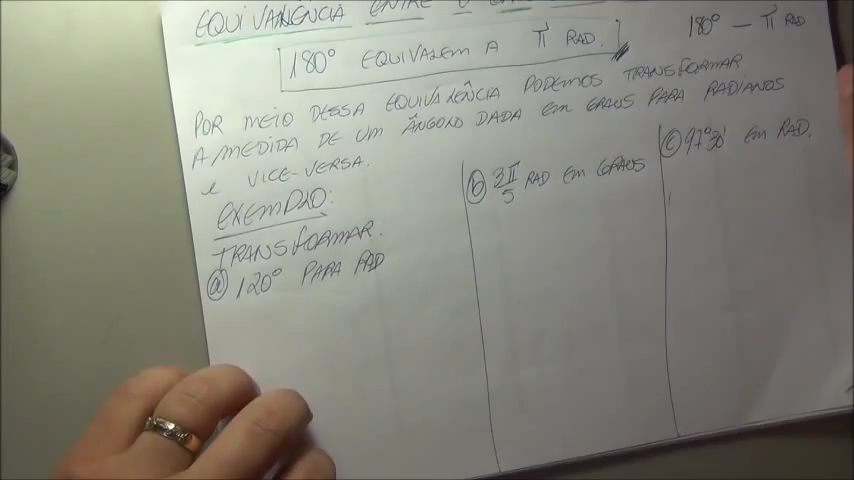 EQUIVALÊNCIA ENTRE O
180° EQUIVALEM A π RAD.
180° — π RAD
POR MEIO DESSA EQUIVALÊNCIA PODEMOS TRANSFORMAR
A MEDIDA DE UM ÂNGULO DADA EM GRAUS PARA RADIANOS
e VICE-VERSA.
EXEMPLO:
TRANSFORMAR.
a) 120° PARA RAD
b) 3π/5 RAD EM GRAUS
c) 97°30' EM RAD.